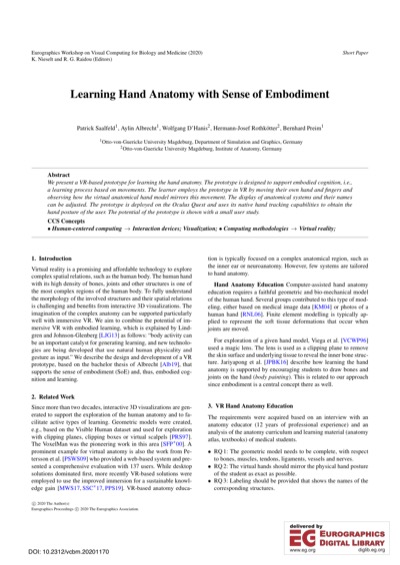 Eurographics Workshop on Visual Computing for Biology and Medicine (2020)
Short Paper
K. Nieselt and R. G. Raidou (Editors)
Learning Hand Anatomy with Sense of Embodiment
Patrick Saalfeld¹, Aylin Albrecht¹, Wolfgang D'Hanis², Hermann-Josef Rothkötter², Bernhard Preim¹
¹Otto-von-Guericke University Magdeburg, Department of Simulation and Graphics, Germany
²Otto-von-Guericke University Magdeburg, Institute of Anatomy, Germany
Abstract
We present a VR-based prototype for learning the hand anatomy. The prototype is designed to support embodied cognition, i.e.,
a learning process based on movements. The learner employs the prototype in VR by moving their own hand and fingers and
observing how the virtual anatomical hand model mirrors this movement. The display of anatomical systems and their names
can be adjusted. The prototype is deployed on the Oculus Quest and uses its native hand tracking capabilities to obtain the
hand posture of the user. The potential of the prototype is shown with a small user study.
CCS Concepts
• Human-centered computing → Interaction devices; Visualization; • Computing methodologies → Virtual reality;
1. Introduction
Virtual reality is a promising and affordable technology to explore
complex spatial relations, such as the human body. The human hand
with its high density of bones, joints and other structures is one of
the most complex regions of the human body. To fully understand
the morphology of the involved structures and their spatial relations
is challenging and benefits from interactive 3D visualizations. The
imagination of the complex anatomy can be supported particularly
well with immersive VR. We aim to combine the potential of im-
mersive VR with embodied learning, which is explained by Lind-
gren and Johnson-Glenberg [LJG13] as follows: "body activity can
be an important catalyst for generating learning, and new technolo-
gies are being developed that use natural human physicality and
gesture as input." We describe the design and development of a VR
prototype, based on the bachelor thesis of Albrecht [Alb19], that
supports the sense of embodiment (SoE) and, thus, embodied cog-
nition and learning.
2. Related Work
Since more than two decades, interactive 3D visualizations are gen-
erated to support the exploration of the human anatomy and to fa-
cilitate active forms of learning. Geometric models were created,
e.g., based on the Visible Human dataset and used for exploration
with clipping planes, clipping boxes or virtual scalpels [PRS97].
The VoxelMan was the pioneering work in this area [SFP*00]. A
prominent example for virtual anatomy is also the work from Pe-
terson et al. [PSWS09] who provided a web-based system and pre-
sented a comprehensive evaluation with 137 users. While desktop
solutions dominated first, more recently VR-based solutions were
employed to use the improved immersion for a sustainable knowl-
edge gain [MWS17, SSC*17, PPS19]. VR-based anatomy educa-
tion is typically focused on a complex anatomical region, such as
the inner ear or neuroanatomy. However, few systems are tailored
to hand anatomy.
Hand Anatomy Education Computer-assisted hand anatomy
education requires a faithful geometric and bio-mechanical model
of the human hand. Several groups contributed to this type of mod-
eling, either based on medical image data [KM04] or photos of a
human hand [RNL06]. Finite element modelling is typically ap-
plied to represent the soft tissue deformations that occur when
joints are moved.
For exploration of a given hand model, Viega et al. [VCWP96]
used a magic lens. The lens is used as a clipping plane to remove
the skin surface and underlying tissue to reveal the inner bone struc-
ture. Jariyapong et al. [JPBK16] describe how learning the hand
anatomy is supported by encouraging students to draw bones and
joints on the hand (body painting). This is related to our approach
since embodiment is a central concept there as well.
3. VR Hand Anatomy Education
The requirements were acquired based on an interview with an
anatomy educator (12 years of professional experience) and an
analysis of the anatomy curriculum and learning material (anatomy
atlas, textbooks) of medical students.
• RQ 1: The geometric model needs to be complete, with respect
to bones, muscles, tendons, ligaments, vessels and nerves.
• RQ 2: The virtual hands should mirror the physical hand posture
of the student as exact as possible.
• RQ 3: Labeling should be provided that shows the names of the
corresponding structures.
© 2020 The Author(s)
Eurographics Proceedings © 2020 The Eurographics Association.
DOI: 10.2312/vcbm.20201170
delivered by
EG EUROGRAPHICS
DIGITAL LIBRARY
www.eg.org diglib.eg.org